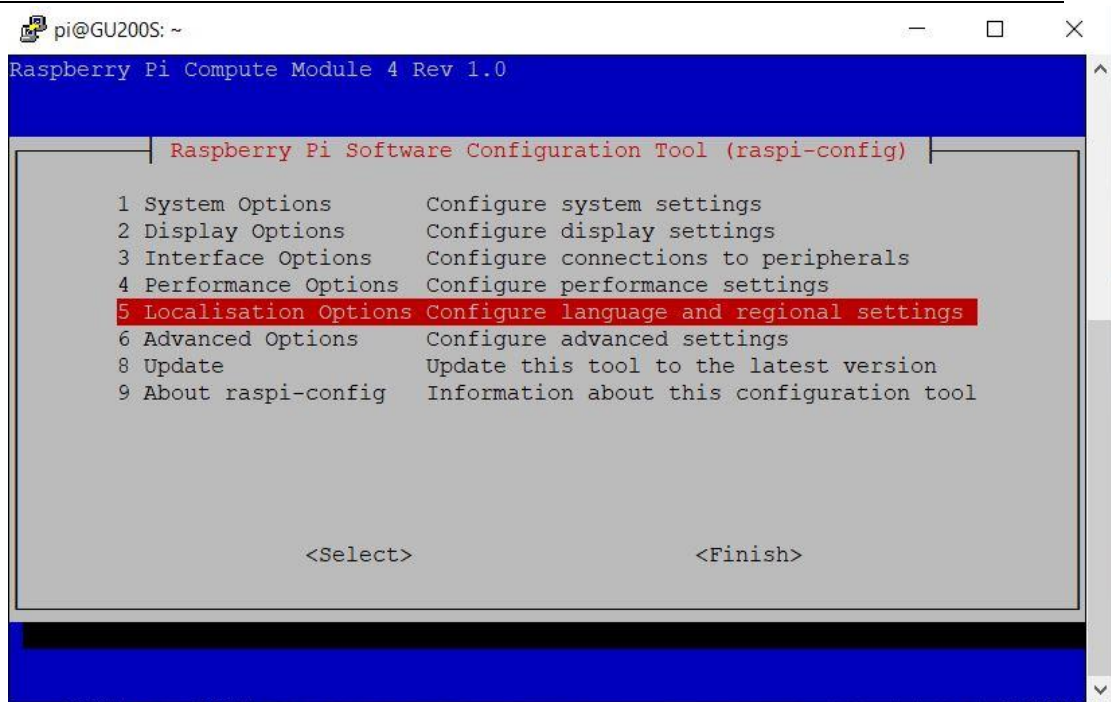 pi@GU200S: ~
Raspberry Pi Compute Module 4 Rev 1.0
Raspberry Pi Software Configuration Tool (raspi-config)
1 System Options Configure system settings
2 Display Options Configure display settings
3 Interface Options Configure connections to peripherals
4 Performance Options Configure performance settings
5 Localisation Options Configure language and regional settings
6 Advanced Options Configure advanced settings
8 Update Update this tool to the latest version
9 About raspi-config Information about this configuration tool
<Select> <Finish>